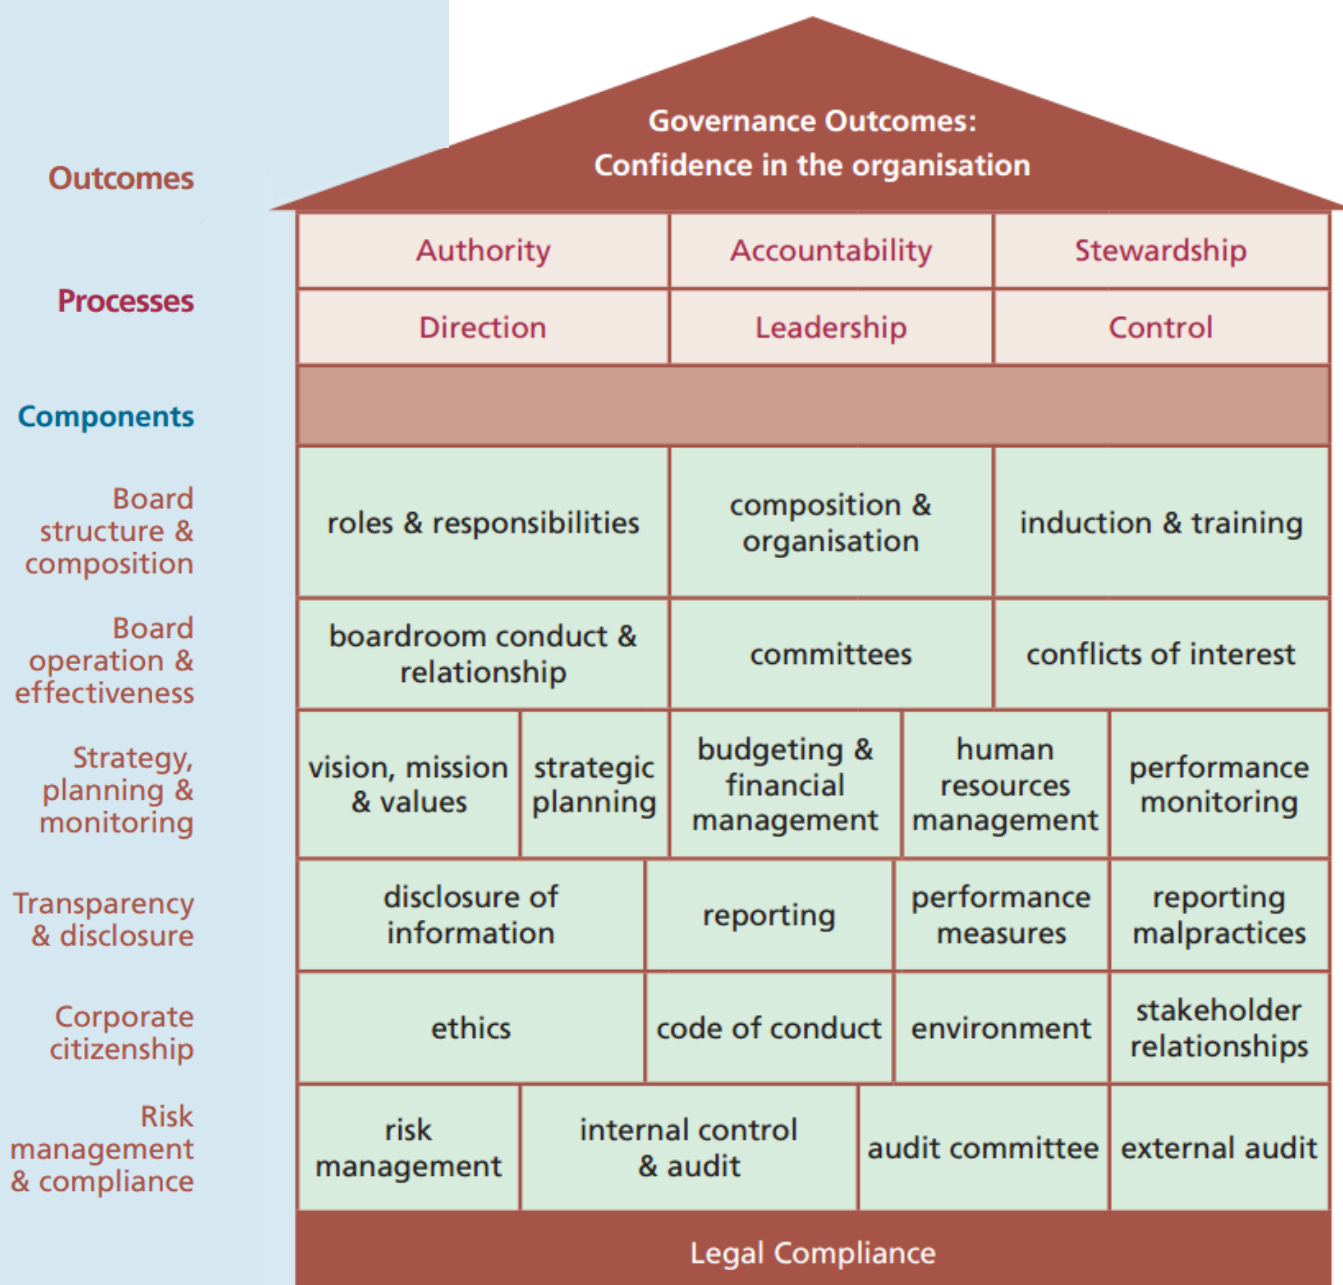 Governance Outcomes:
Confidence in the organisation
Outcomes
Authority
Accountability
Stewardship
Processes
Direction
Leadership
Control
Components
Board
structure &
composition
roles & responsibilities
composition &
organisation
induction & training
Board
operation &
effectiveness
boardroom conduct &
relationship
committees
conflicts of interest
Strategy,
planning &
monitoring
vision, mission
& values
strategic
planning
budgeting &
financial
management
human
resources
management
performance
monitoring
Transparency
& disclosure
disclosure of
information
reporting
performance
measures
reporting
malpractices
Corporate
citizenship
ethics
code of conduct
environment
stakeholder
relationships
Risk
management
& compliance
risk
management
internal control
& audit
audit committee
external audit
Legal Compliance